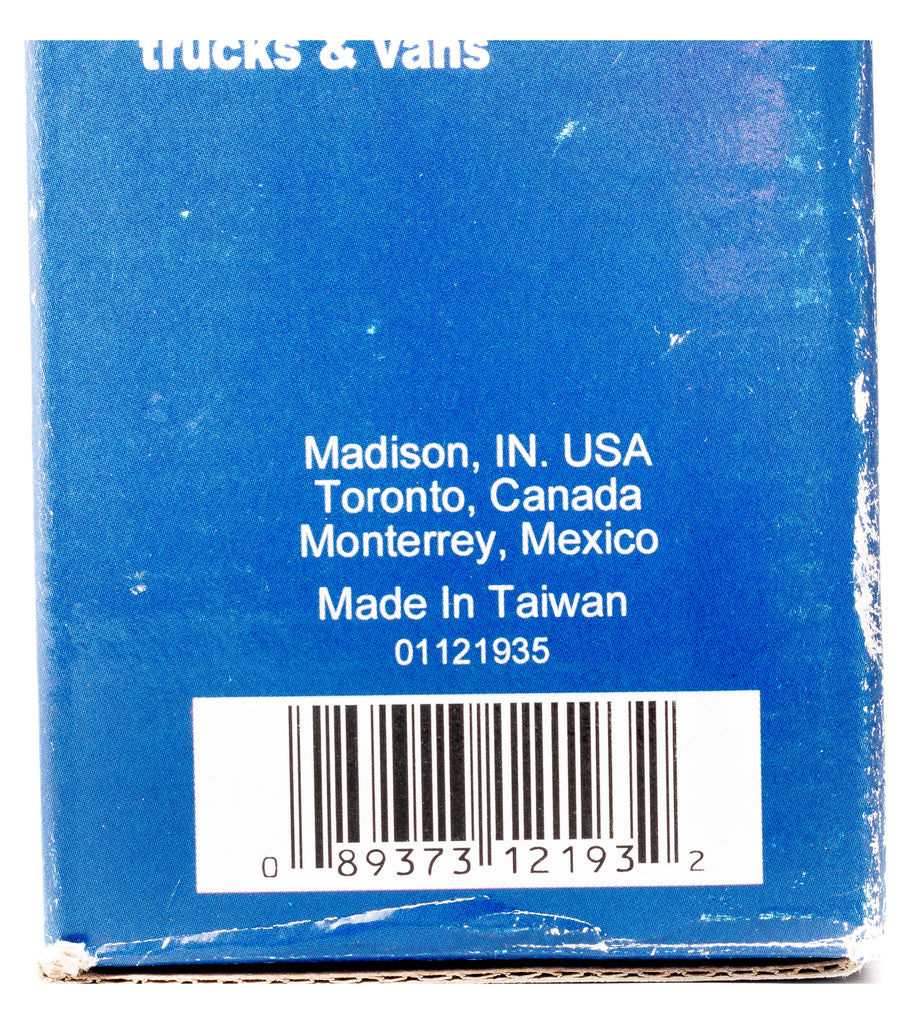 trucks & vans
Madison, IN. USA
Toronto, Canada
Monterrey, Mexico
Made In Taiwan
01121935
0 89373 12193 2